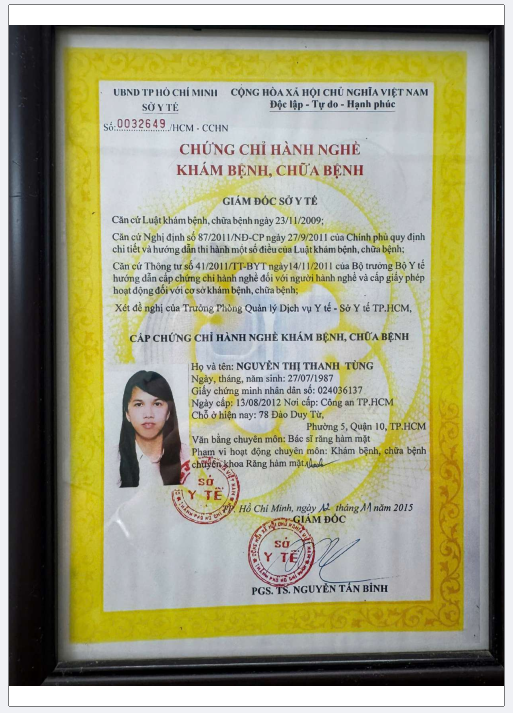 UBND TP HỒ CHÍ MINH
SỞ Y TẾ
CỘNG HÒA XÃ HỘI CHỦ NGHĨA VIỆT NAM
Độc lập - Tự do - Hạnh phúc
Số: 0032649 /HCM - CCHN
CHỨNG CHỈ HÀNH NGHỀ
KHÁM BỆNH, CHỮA BỆNH
GIÁM ĐỐC SỞ Y TẾ
Căn cứ Luật khám bệnh, chữa bệnh ngày 23/11/2009;
Căn cứ Nghị định số 87/2011/NĐ-CP ngày 27/9/2011 của Chính phủ quy định
chi tiết và hướng dẫn thi hành một số điều của Luật khám bệnh, chữa bệnh;
Căn cứ Thông tư số 41/2011/TT-BYT ngày14/11/2011 của Bộ trưởng Bộ Y tế
hướng dẫn cấp chứng chỉ hành nghề đối với người hành nghề và cấp giấy phép
hoạt động đối với cơ sở khám bệnh, chữa bệnh;
Xét đề nghị của Trưởng Phòng Quản lý Dịch vụ Y tế - Sở Y tế TP.HCM,
CẤP CHỨNG CHỈ HÀNH NGHỀ KHÁM BỆNH, CHỮA BỆNH
Họ và tên: NGUYỄN THỊ THANH TÙNG
Ngày, tháng, năm sinh: 27/07/1987
Giấy chứng minh nhân dân số: 024036137
Ngày cấp: 13/08/2012 Nơi cấp: Công an TP.HCM
Chỗ ở hiện nay: 78 Đào Duy Từ,
Phường 5, Quận 10, TP.HCM
Văn bằng chuyên môn: Bác sĩ răng hàm mặt
Phạm vi hoạt động chuyên môn: Khám bệnh, chữa bệnh
chuyên khoa Răng hàm mặt.
SỞ
Y TẾ
TP. Hồ Chí Minh, ngày 12 tháng 11 năm 2015
GIÁM ĐỐC
SỞ
Y TẾ
PGS. TS. NGUYỄN TẤN BỈNH